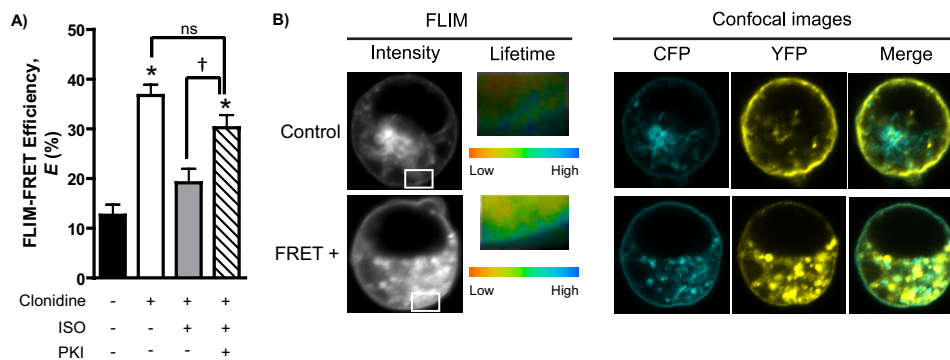 A)
FLIM-FRET Efficiency,
E (%)
50
40
30
20
10
0
ns
†
*
*
Clonidine - + + +
ISO - - + +
PKI - - - +
B)
FLIM
Confocal images
Intensity Lifetime
CFP YFP Merge
Control
Low High
FRET +
Low High